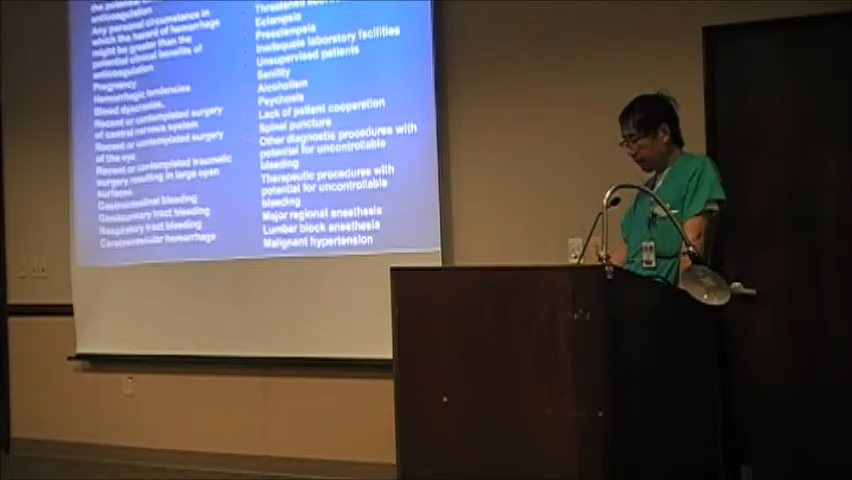 the potential
anticoagulation
Any personal circumstance in
which the hazard of hemorrhage
might be greater than the
potential clinical benefits of
anticoagulation
Pregnancy
Hemorrhagic tendencies
Blood dyscrasias.
Recent or contemplated surgery
of central nervous system
Recent or contemplated surgery
of the eye
Recent or contemplated traumatic
surgery resulting in large open
surfaces
Gastrointestinal bleeding
Genitourinary tract bleeding
Respiratory tract bleeding
Cerebrovascular hemorrhage
Threatened
Eclampsia
Preeclampsia
Inadequate laboratory facilities
Unsupervised patients
Senility
Alcoholism
Psychosis
Lack of patient cooperation
Spinal puncture
Other diagnostic procedures with
potential for uncontrollable
bleeding
Therapeutic procedures with
potential for uncontrollable
bleeding
Major regional anesthesia
Lumbar block anesthesia
Malignant hypertension